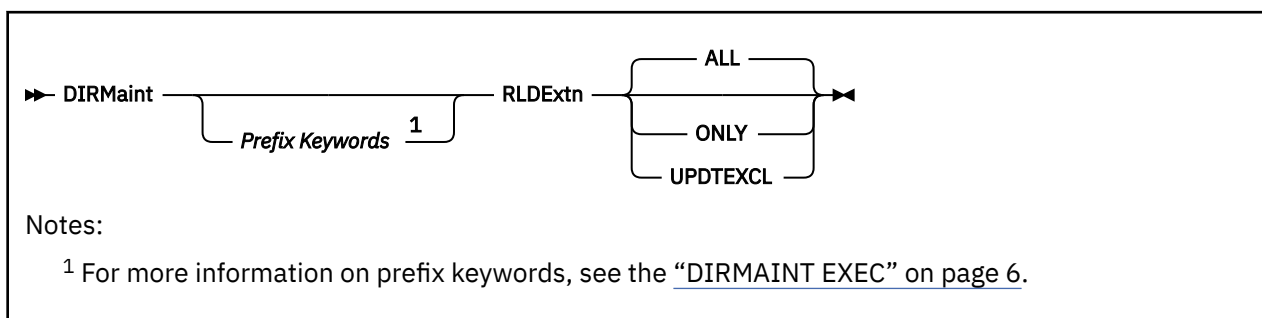 ALL
DIRMaint RLDExtn
Prefix Keywords 1
ONLY
UPDTEXCL
Notes:
1 For more information on prefix keywords, see the “DIRMAINT EXEC” on page 6.